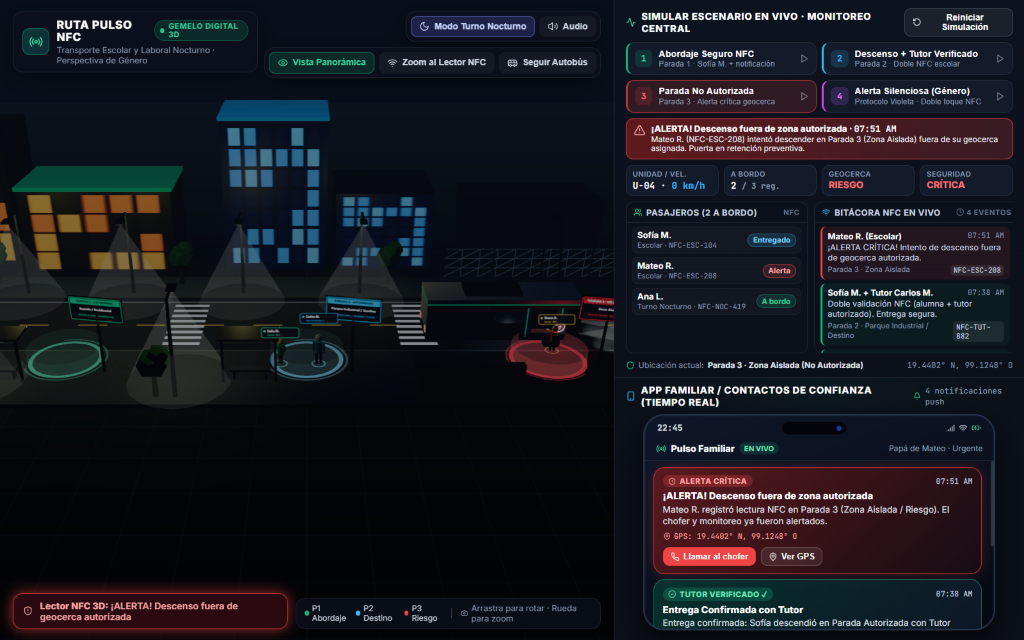 RUTA PULSO
NFC
GEMELO DIGITAL
3D
Transporte Escolar y Laboral Nocturno ·
Perspectiva de Género
Modo Turno Nocturno
Audio
Vista Panorámica
Zoom al Lector NFC
Seguir Autobús
Lector NFC 3D: ¡ALERTA! Descenso fuera de
geocerca autorizada
P1
Abordaje
P2
Destino
P3
Riesgo
Arrastra para rotar · Rueda
para zoom
SIMULAR ESCENARIO EN VIVO · MONITOREO
CENTRAL
Reiniciar
Simulación
1
Abordaje Seguro NFC
Parada 1 · Sofía M. + notificación
2
Descenso + Tutor Verificado
Parada 2 · Doble NFC escolar
3
Parada No Autorizada
Parada 3 · Alerta crítica geocerca
4
Alerta Silenciosa (Género)
Protocolo Violeta · Doble toque NFC
¡ALERTA! Descenso fuera de zona autorizada · 07:51 AM
Mateo R. (NFC-ESC-208) intentó descender en Parada 3 (Zona Aislada) fuera de su geocerca
asignada. Puerta en retención preventiva.
UNIDAD / VEL.
U-04 · 0 km/h
A BORDO
2 / 3 reg.
GEOCERCA
RIESGO
SEGURIDAD
CRÍTICA
PASAJEROS (2 A BORDO)
NFC
Sofía M.
Escolar · NFC-ESC-104
Entregado
Mateo R.
Escolar · NFC-ESC-208
Alerta
Ana L.
Turno Nocturno · NFC-NOC-419
A bordo
BITÁCORA NFC EN VIVO
4 EVENTOS
Mateo R. (Escolar)
07:51 AM
¡ALERTA CRÍTICA! Intento de descenso fuera
de geocerca autorizada.
Parada 3 · Zona Aislada
NFC-ESC-208
Sofía M. + Tutor Carlos M.
07:38 AM
Doble validación NFC (alumna + tutor
autorizado). Entrega segura.
Parada 2 · Parque Industrial /
Destino
NFC-TUT-
882
Ubicación actual: Parada 3 · Zona Aislada (No Autorizada)
19.4402° N, 99.1248° O
APP FAMILIAR / CONTACTOS DE CONFIANZA
(TIEMPO REAL)
4 notificaciones
push
22:45
Pulso Familiar
EN VIVO
Papá de Mateo · Urgente
ALERTA CRÍTICA
07:51 AM
¡ALERTA! Descenso fuera de zona autorizada
Mateo R. registró lectura NFC en Parada 3 (Zona Aislada / Riesgo). El
chofer y monitoreo ya fueron alertados.
GPS: 19.4402° N, 99.1248° O
Llamar al chofer
Ver GPS
TUTOR VERIFICADO ✓
07:38 AM
Entrega Confirmada con Tutor
Entrega confirmada: Sofía descendió en Parada Autorizada con Tutor